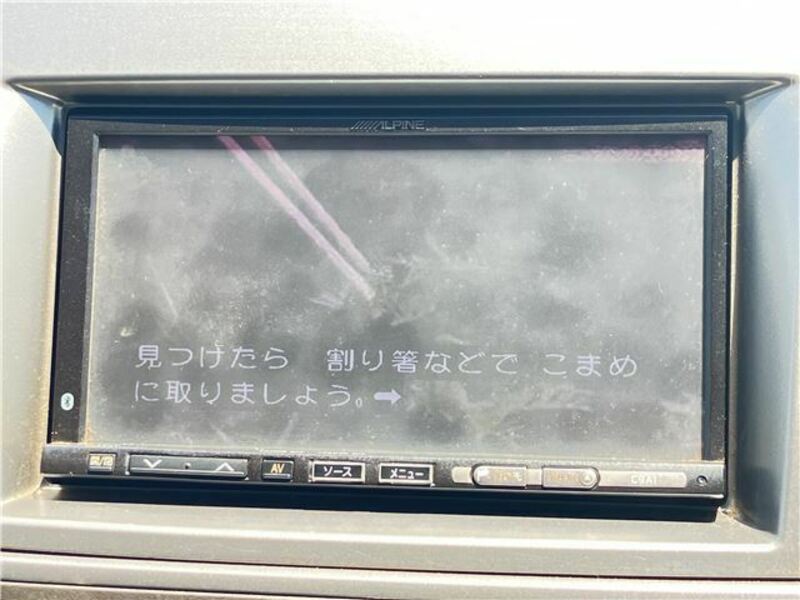 ALPINE
見つけたら 割り箸などで こまめ
に取りましょう。➡
AV
ソース
メニュー